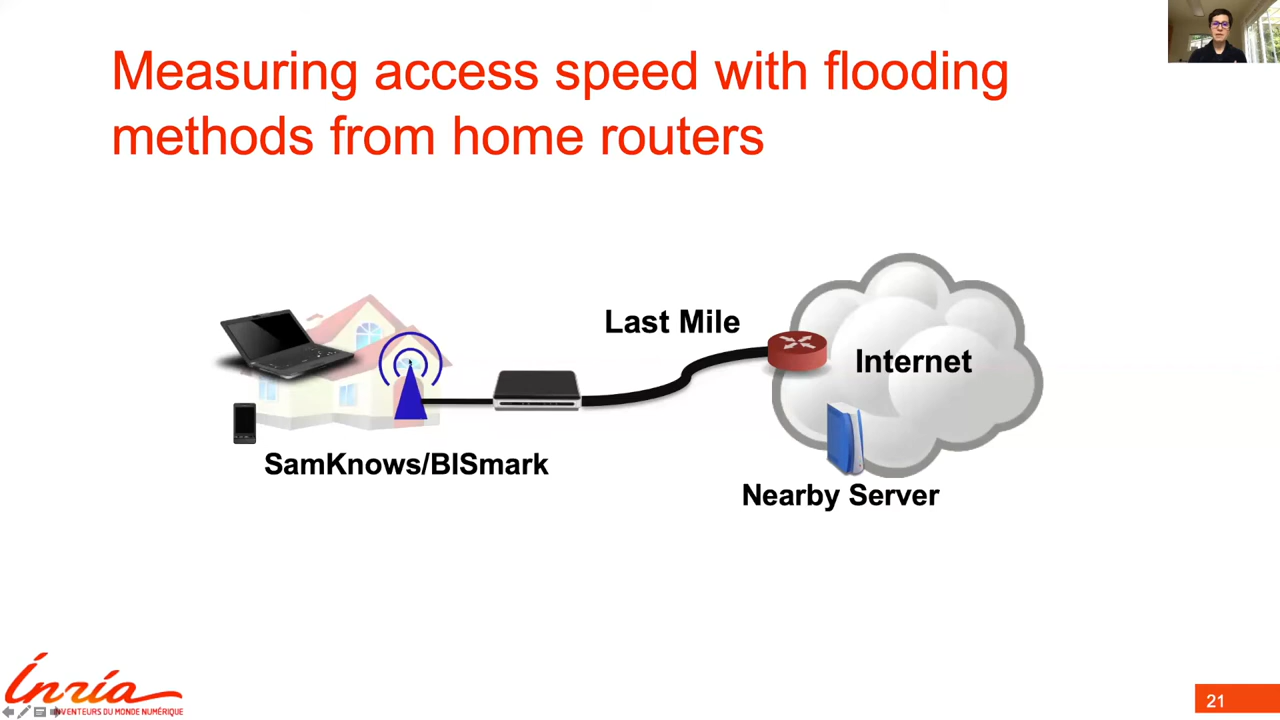 Measuring access speed with flooding
methods from home routers
Last Mile
Internet
SamKnows/BISmark
Nearby Server
Inria
INVENTEURS DU MONDE NUMÉRIQUE
21